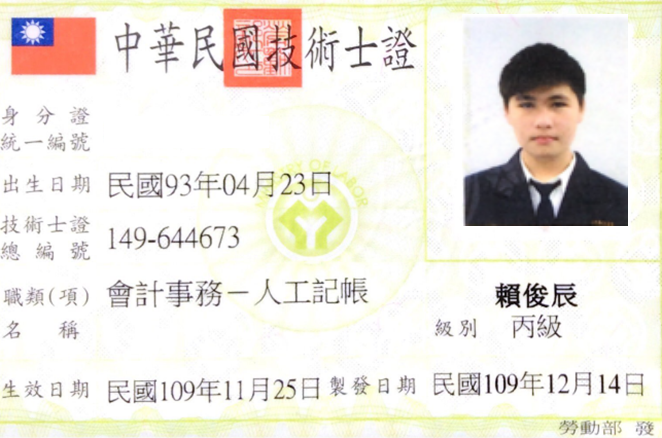 中華民國技術士證
身分證
統一編號
出生日期 民國93年04月23日
技術士證
總編號 149-644673
職類(項) 會計事務－人工記帳
名稱
賴俊辰
級別 丙級
生效日期 民國109年11月25日 製發日期 民國109年12月14日
勞動部 發